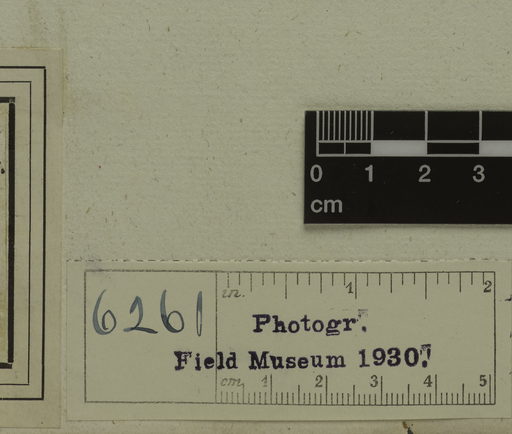 0 1 2 3
cm
in. 1 2
6261
Photogr.
Field Museum 1930.
cm. 1 2 3 4 5